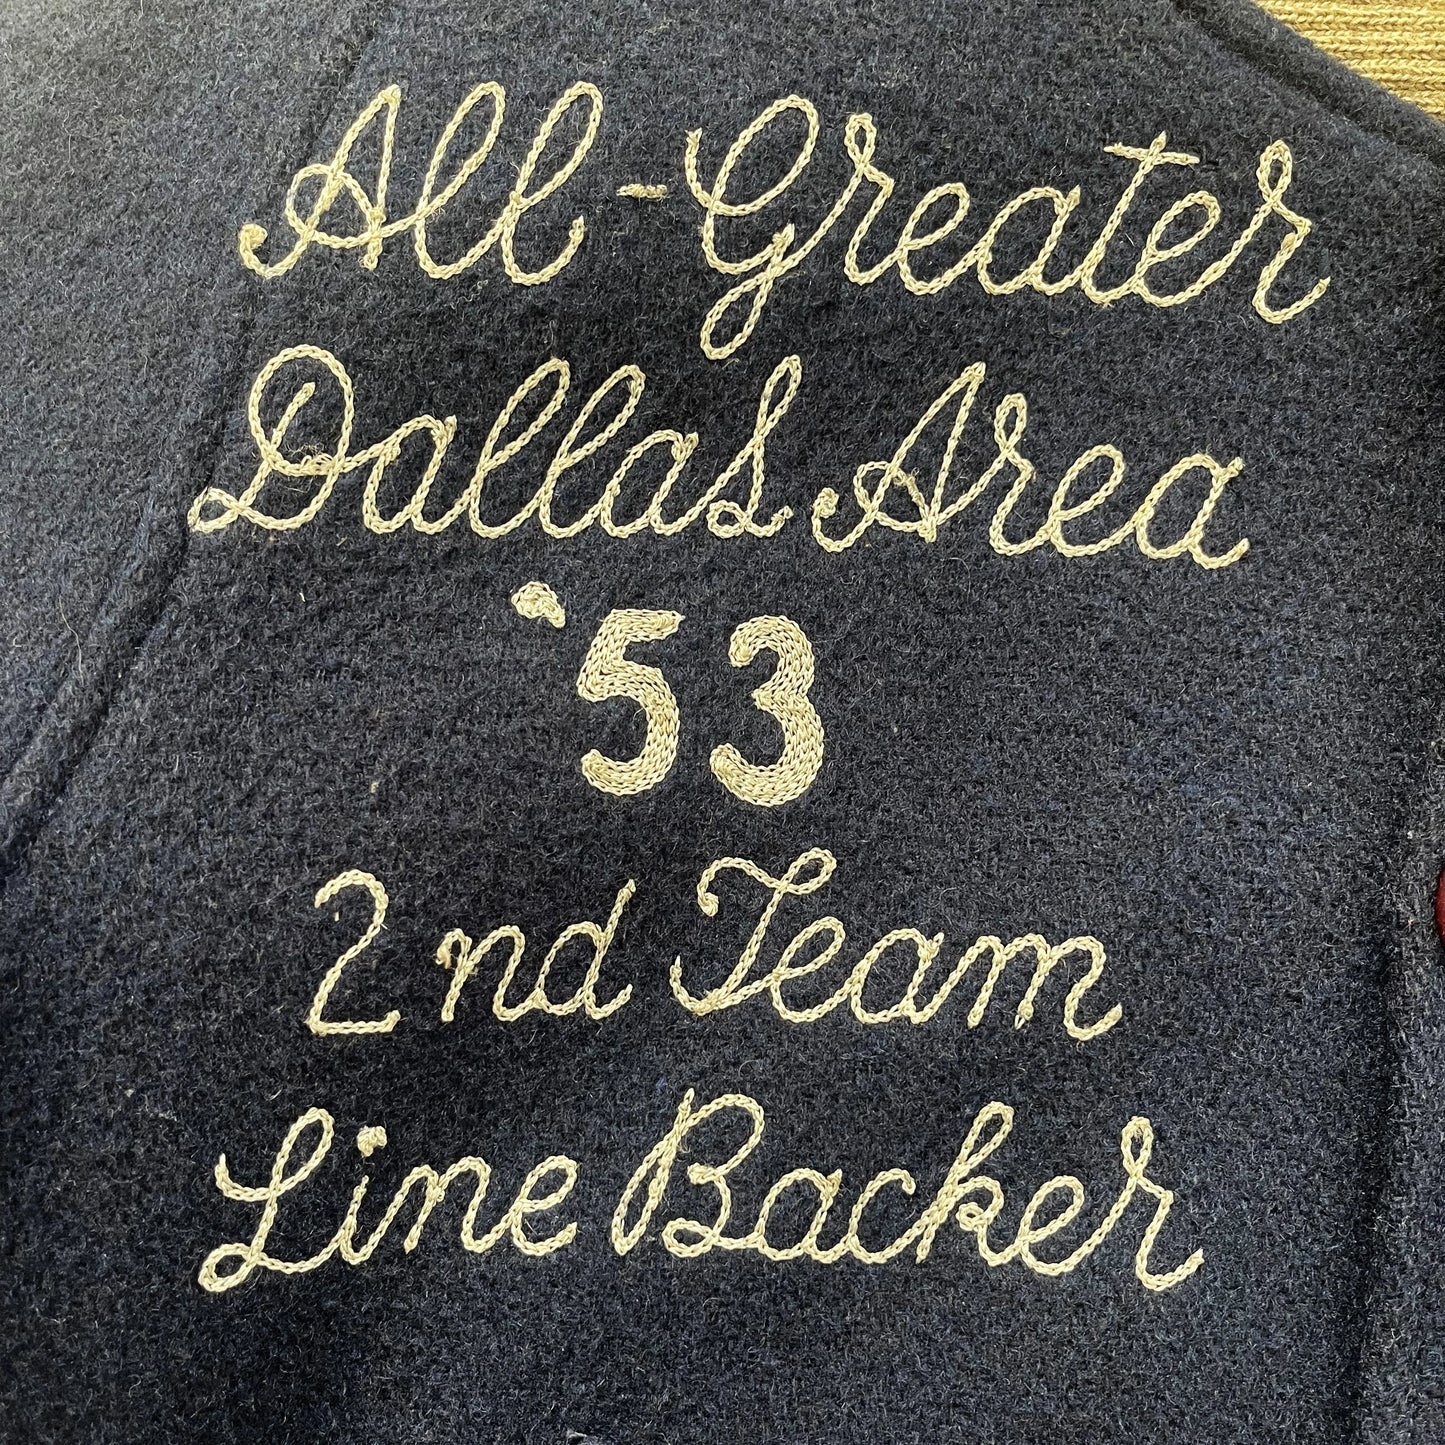 All-Greater
Dallas Area
'53
2nd Team
Line Backer